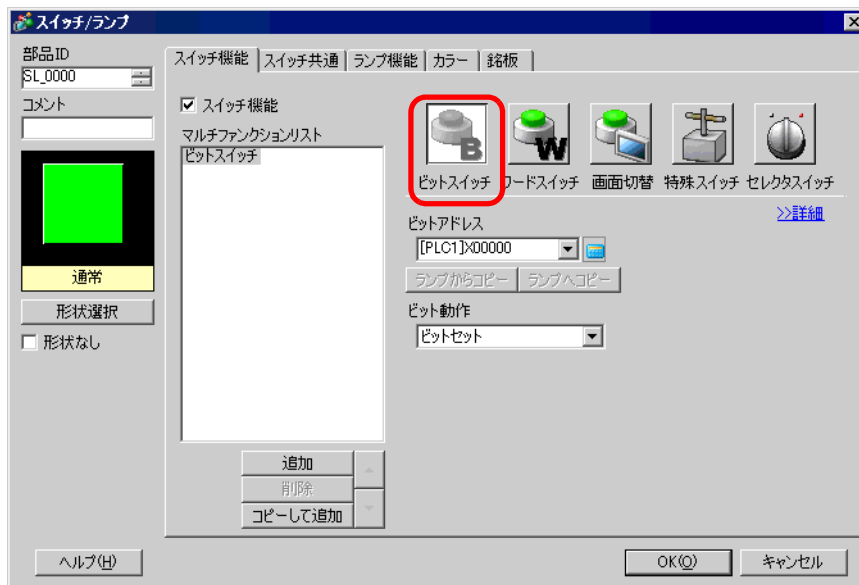 スイッチ/ランプ
部品ID
SL_0000
コメント
通常
形状選択
形状なし
スイッチ機能
スイッチ共通
ランプ機能
カラー
銘板
スイッチ機能
マルチファンクションリスト
ビットスイッチ
追加
削除
コピーして追加
B
W
ビットスイッチ
ワードスイッチ
画面切替
特殊スイッチ
セレクタスイッチ
>>詳細
ビットアドレス
[PLC1]X00000
ランプからコピー
ランプへコピー
ビット動作
ビットセット
ヘルプ(H)
OK(O)
キャンセル